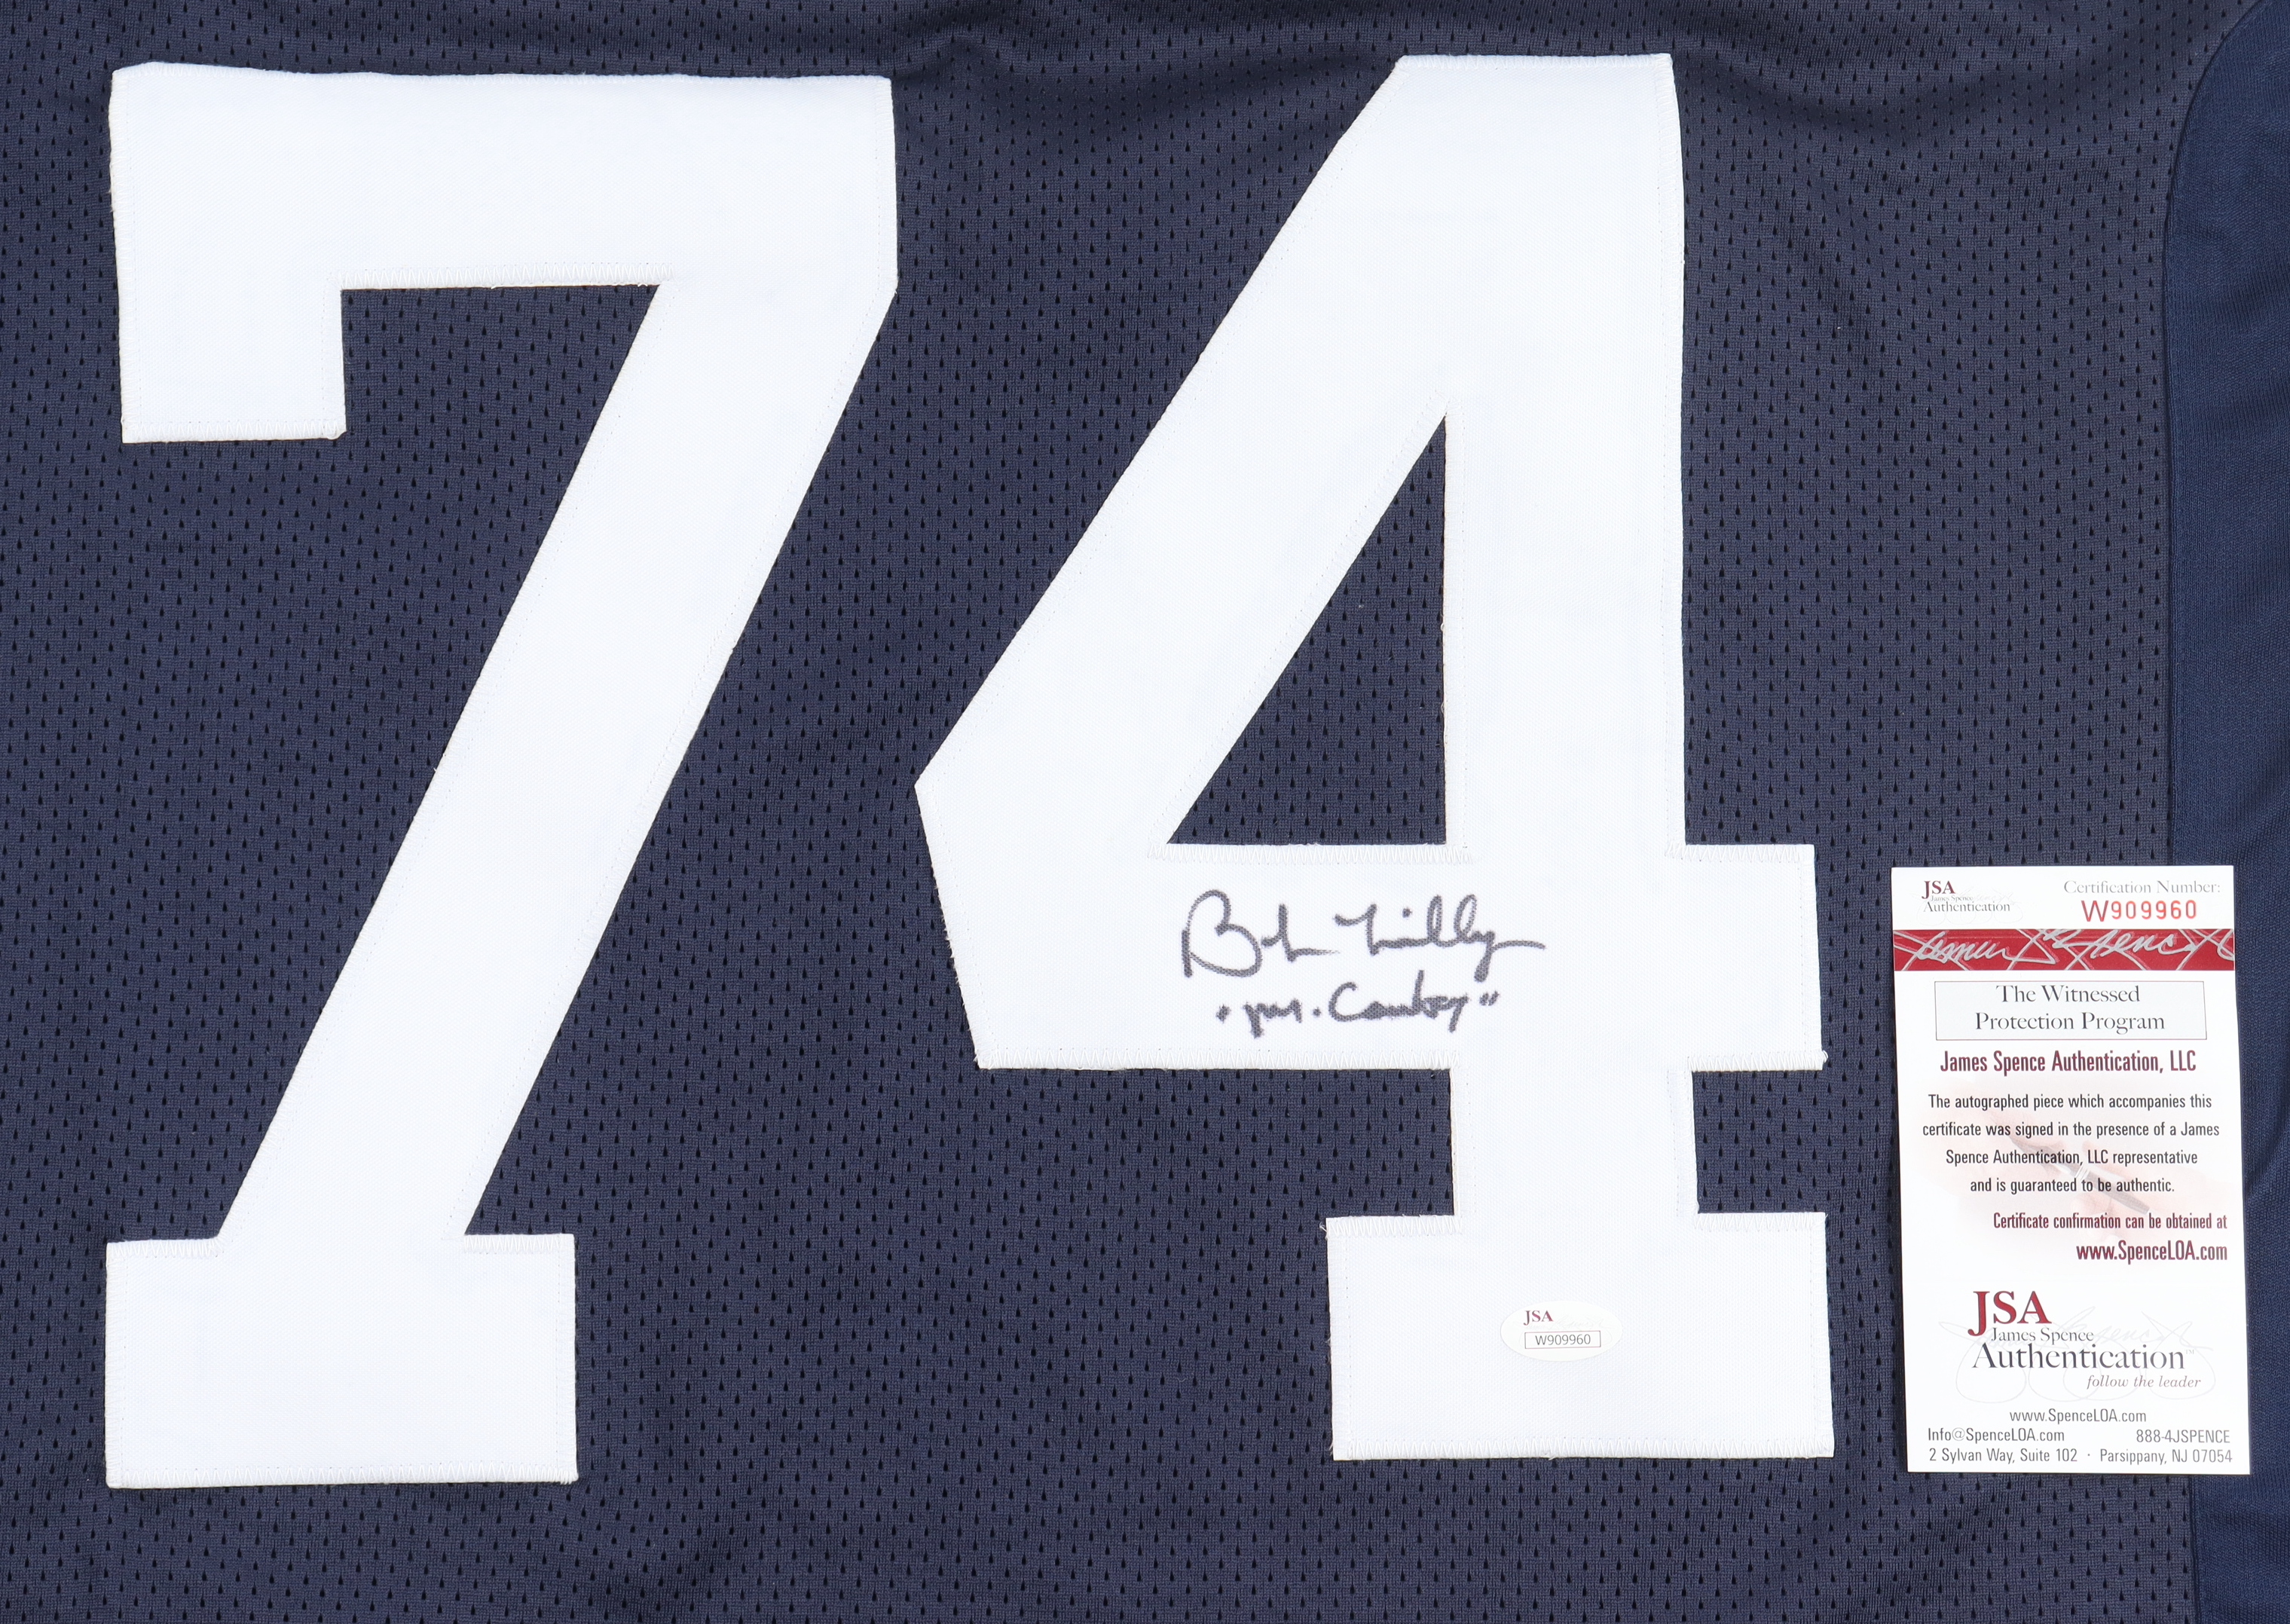 74
Bob Lilly
"Mr. Cowboy"
JSA
W909960
JSA
James Spence
Authentication
Certification Number:
W909960
The Witnessed
Protection Program
James Spence Authentication, LLC
The autographed piece which accompanies this
certificate was signed in the presence of a James
Spence Authentication, LLC representative
and is guaranteed to be authentic.
Certificate confirmation can be obtained at
www.SpenceLOA.com
JSA
James Spence
Authentication™
follow the leader
www.SpenceLOA.com
Info@SpenceLOA.com 888-4JSPENCE
2 Sylvan Way, Suite 102 · Parsippany, NJ 07054